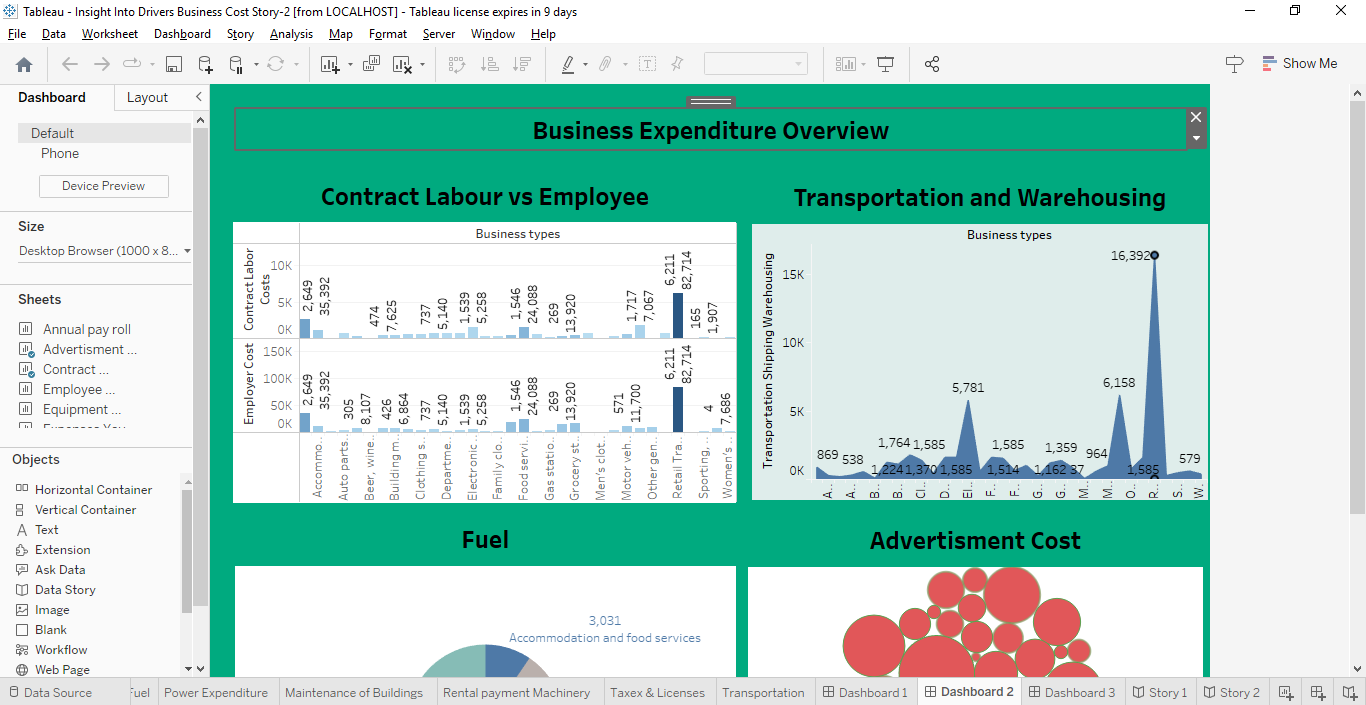 Tableau - Insight Into Drivers Business Cost Story-2 [from LOCALHOST] - Tableau license expires in 9 days
File Data Worksheet Dashboard Story Analysis Map Format Server Window Help
Show Me
Dashboard Layout
Default
Phone
Device Preview
Size
Desktop Browser (1000 x 8...
Sheets
Annual pay roll
Advertisment ...
Contract ...
Employee ...
Equipment ...
Objects
Horizontal Container
Vertical Container
Text
Extension
Ask Data
Data Story
Image
Blank
Workflow
Web Page
Business Expenditure Overview
Contract Labour vs Employee
Business types
Contract Labor Costs
10K
5K
0K
2,649 35,392 474 7,625 737 5,140 1,539 5,258 1,546 24,088 269 13,920 1,717 7,067 6,211 82,714 165 1,907
Employer Cost
150K
100K
50K
0K
2,649 35,392 305 8,107 426 6,864 737 5,140 1,539 5,258 1,546 24,088 269 13,920 571 11,700 6,211 82,714 4 7,686
Accommo.. Auto parts.. Beer, wine.. Building m.. Clothing s.. Departme.. Electronic .. Family clo.. Food servi.. Gas statio.. Grocery st.. Men's clot.. Motor veh.. Other gen.. Retail Tra.. Sporting, .. Women's ..
Transportation and Warehousing
Business types
Transportation Shipping Warehousing
15K
10K
5K
0K
16,392
5,781 6,158
869 538 1,764 1,585 1,585 1,359 964 579
1,224 1,370 1,585 1,514 1,162 37 1,585
A.. A.. B.. B.. Cl.. D.. El.. F.. F.. G.. G.. M.. M.. O.. R.. S.. W..
Fuel
3,031
Accommodation and food services
Advertisment Cost
Data Source Fuel Power Expenditure Maintenance of Buildings Rental payment Machinery Taxex & Licenses Transportation Dashboard 1 Dashboard 2 Dashboard 3 Story 1 Story 2